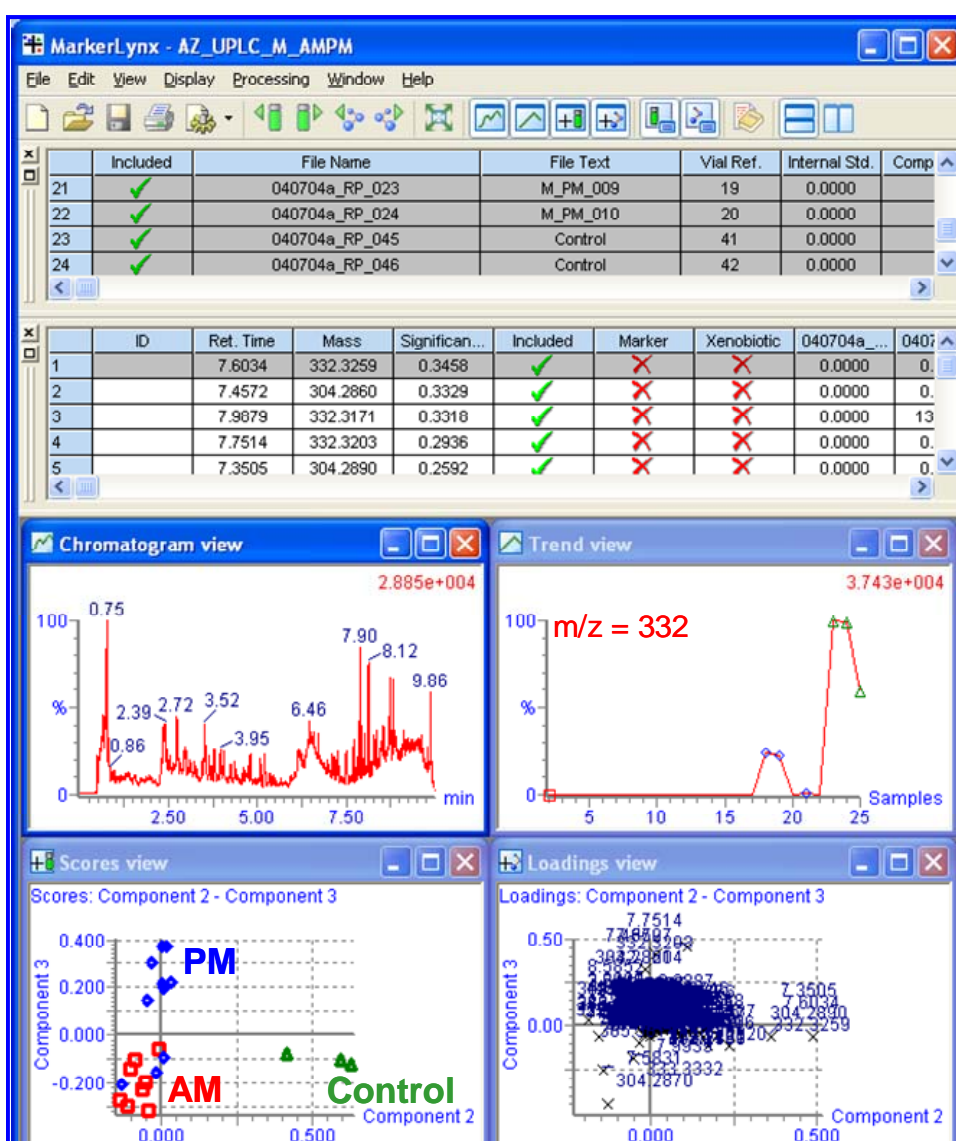 MarkerLynx - AZ_UPLC_M_AMPM
File Edit View Display Processing Window Help
Included File Name File Text Vial Ref. Internal Std. Comp
21 040704a_RP_023 M_PM_009 19 0.0000
22 040704a_RP_024 M_PM_010 20 0.0000
23 040704a_RP_045 Control 41 0.0000
24 040704a_RP_046 Control 42 0.0000
ID Ret. Time Mass Significan... Included Marker Xenobiotic 040704a_... 0407
1 7.6034 332.3259 0.3458 0.0000 0.
2 7.4572 304.2860 0.3329 0.0000 0.
3 7.9879 332.3171 0.3318 0.0000 13
4 7.7514 332.3203 0.2936 0.0000 0.
5 7.3505 304.2890 0.2592 0.0000 0.
Chromatogram view
2.885e+004
0.75
100
7.90
8.12
9.86
%
2.39 2.72 3.52
6.46
0.86
3.95
0
min
2.50 5.00 7.50
Trend view
3.743e+004
100
m/z = 332
%
0
Samples
5 10 15 20 25
Scores view
Scores: Component 2 - Component 3
0.400
PM
0.200
Component 3
0.000
-0.200
AM
Control
Component 2
0.000 0.500
Loadings view
Loadings: Component 2 - Component 3
7.7514
0.50
7.3505
7.6034
304.2890
332.3259
Component 3
0.00
7.5831
333.3332
304.2870
Component 2
0.000 0.500